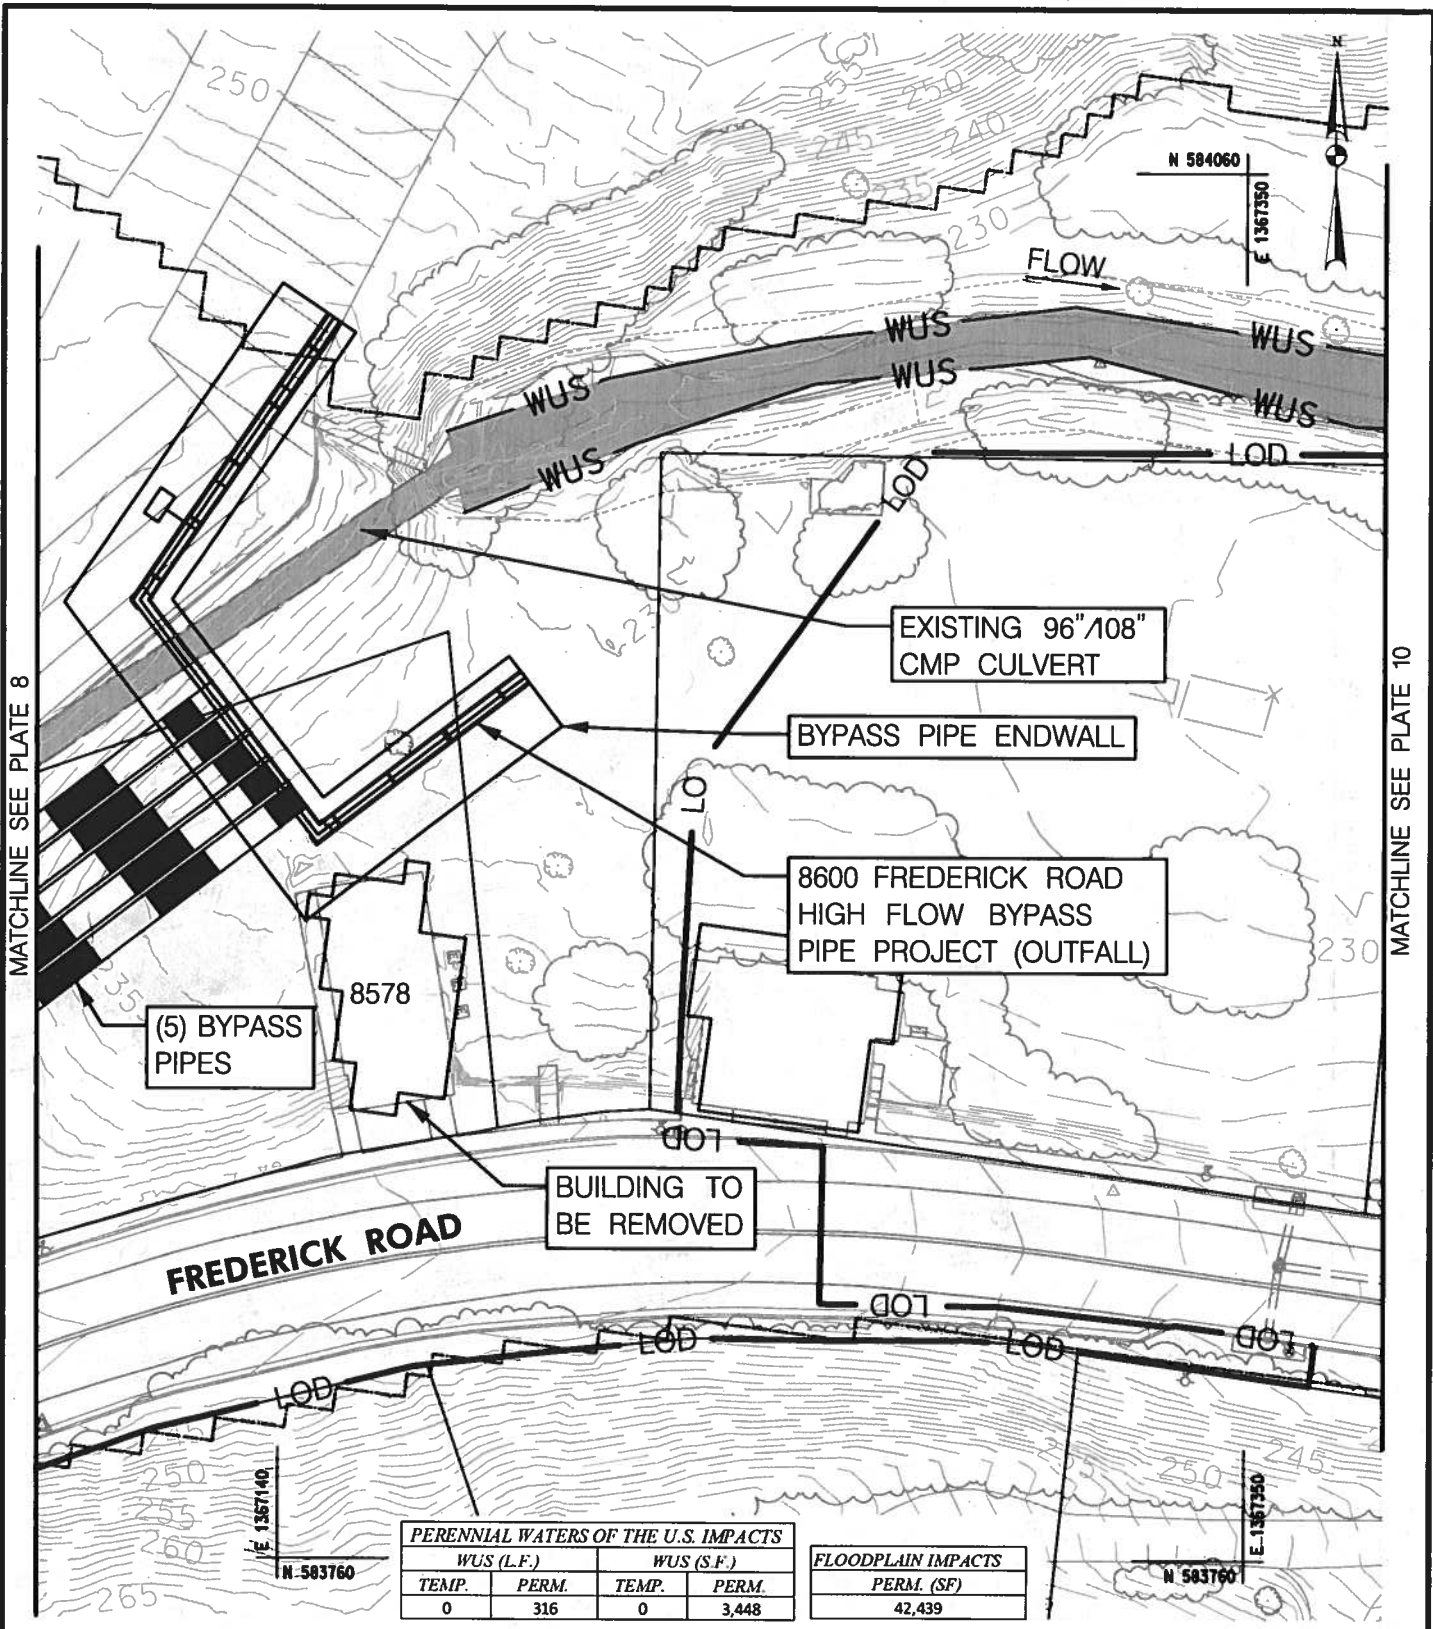 N
250
255
250
245
240
235
230
N 584060
E 1367350
FLOW
WUS
WUS
WUS
WUS
WUS
WUS
LOD
LOD
EXISTING 96"/108"
CMP CULVERT
BYPASS PIPE ENDWALL
MATCHLINE SEE PLATE 8
MATCHLINE SEE PLATE 10
LO
8600 FREDERICK ROAD
HIGH FLOW BYPASS
PIPE PROJECT (OUTFALL)
230
8578
(5) BYPASS
PIPES
LOD
BUILDING TO
BE REMOVED
FREDERICK ROAD
LOD
LOD
LOD
LOD
LOD
245
250
255
260
265
E 1367140
N 583760
250
245
E 1367350
N 583760
PERENNIAL WATERS OF THE U.S. IMPACTS
WUS (L.F.) WUS (S.F.)
TEMP. PERM. TEMP. PERM.
0 316 0 3,448
FLOODPLAIN IMPACTS
PERM. (SF)
42,439